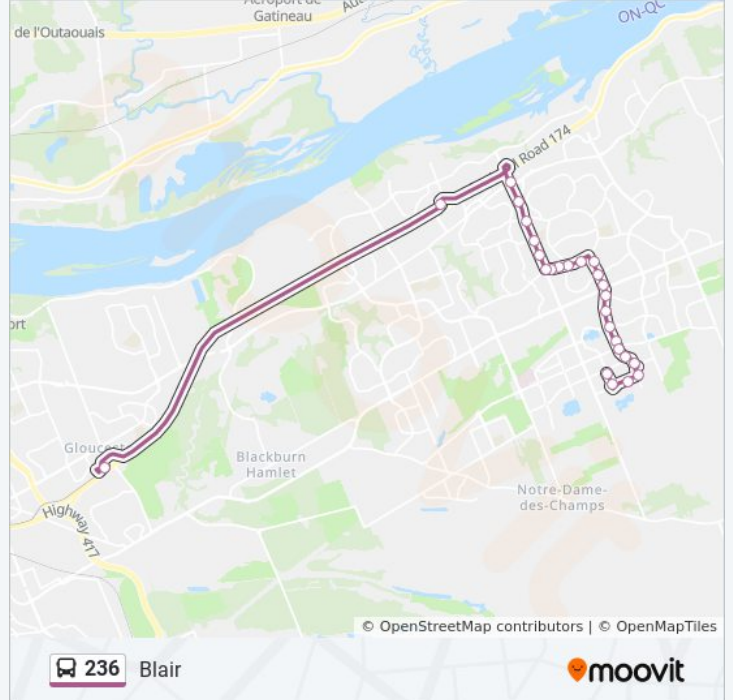 Aéroport de
Gatineau
de l'Outaouais
ON-QC
Road 174
ort
Gloucest
Blackburn
Hamlet
Notre-Dame-
des-Champs
Highway 417
© OpenStreetMap contributors | © OpenMapTiles
236 Blair
moovit